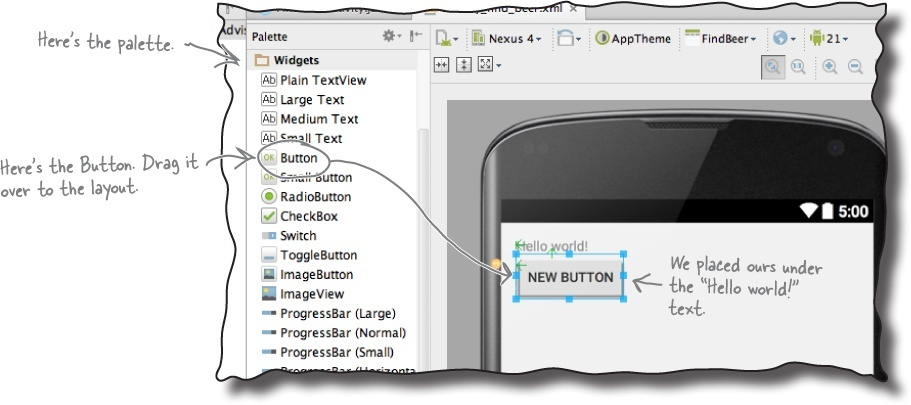 _find_beer.xml ×
Advis
Here's the palette.
Palette
Nexus 4
AppTheme
FindBeer
21
Widgets
Plain TextView
Large Text
Medium Text
Small Text
Here's the Button. Drag it
over to the layout.
Button
Small Button
RadioButton
CheckBox
Switch
ToggleButton
ImageButton
ImageView
ProgressBar (Large)
ProgressBar (Normal)
ProgressBar (Small)
ProgressBar (Horizonta
5:00
Hello world!
NEW BUTTON
We placed ours under
the "Hello world!"
text.